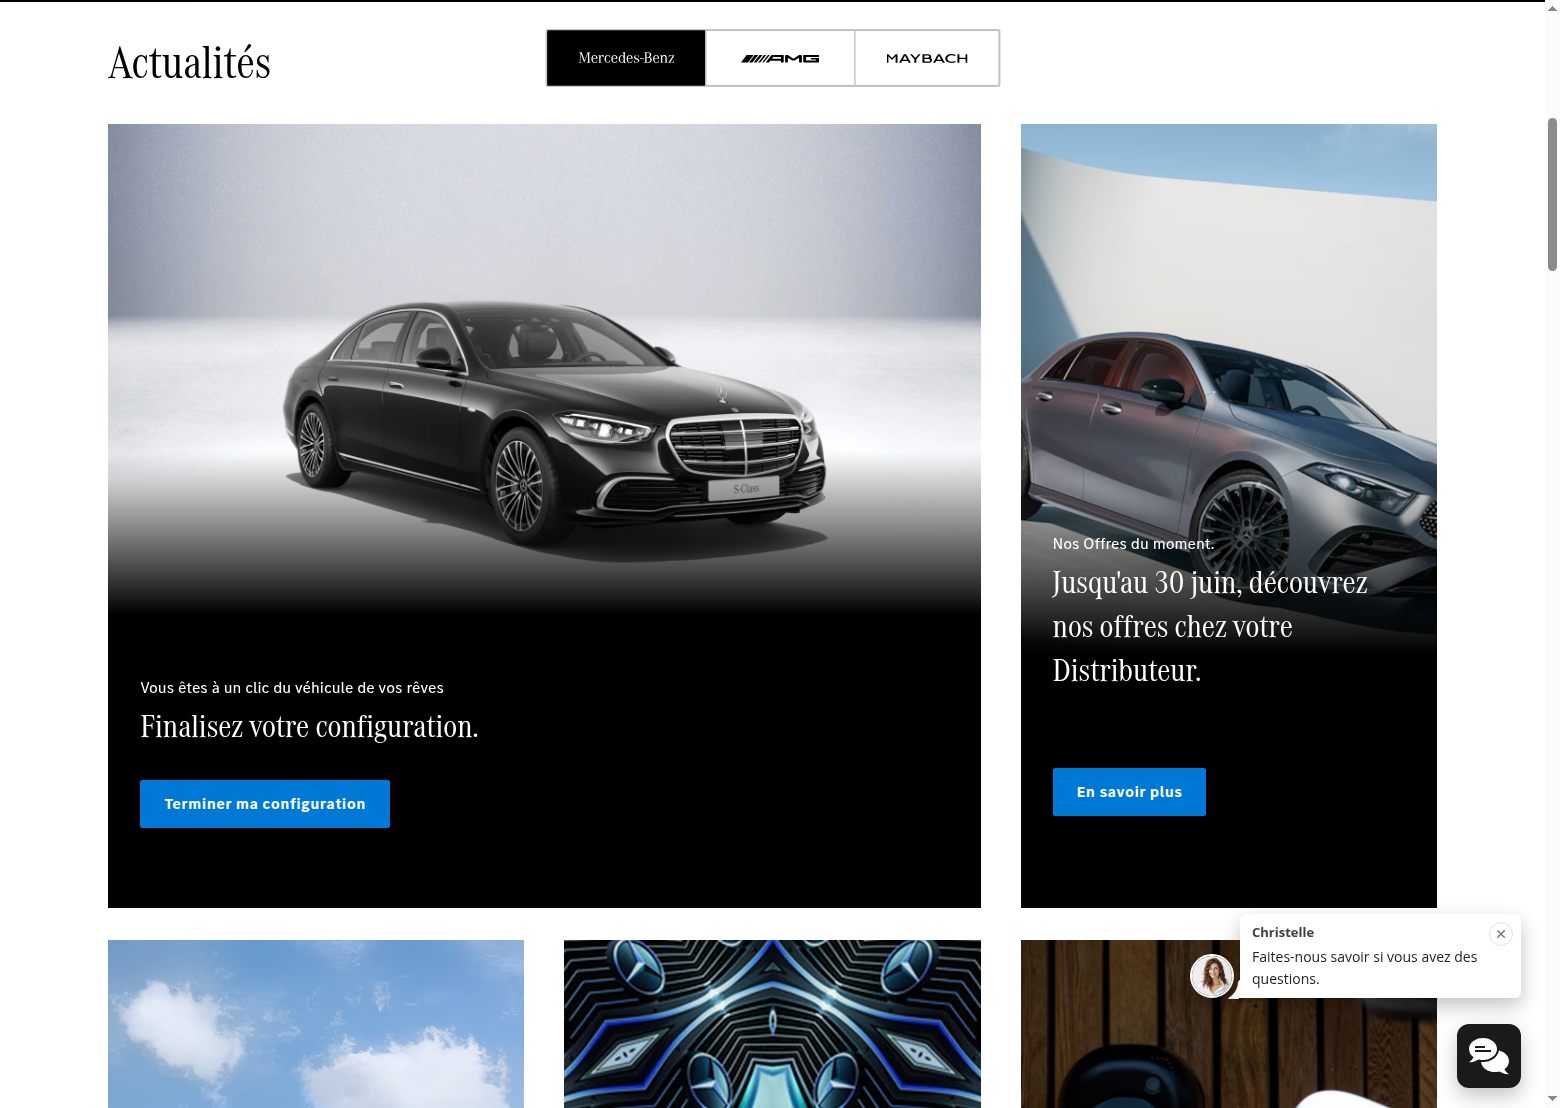 Actualités
Mercedes-Benz
AMG
MAYBACH
S-Class
Vous êtes à un clic du véhicule de vos rêves
Finalisez votre configuration.
Terminer ma configuration
Nos Offres du moment.
Jusqu'au 30 juin, découvrez
nos offres chez votre
Distributeur.
En savoir plus
Christelle
Faites-nous savoir si vous avez des
questions.